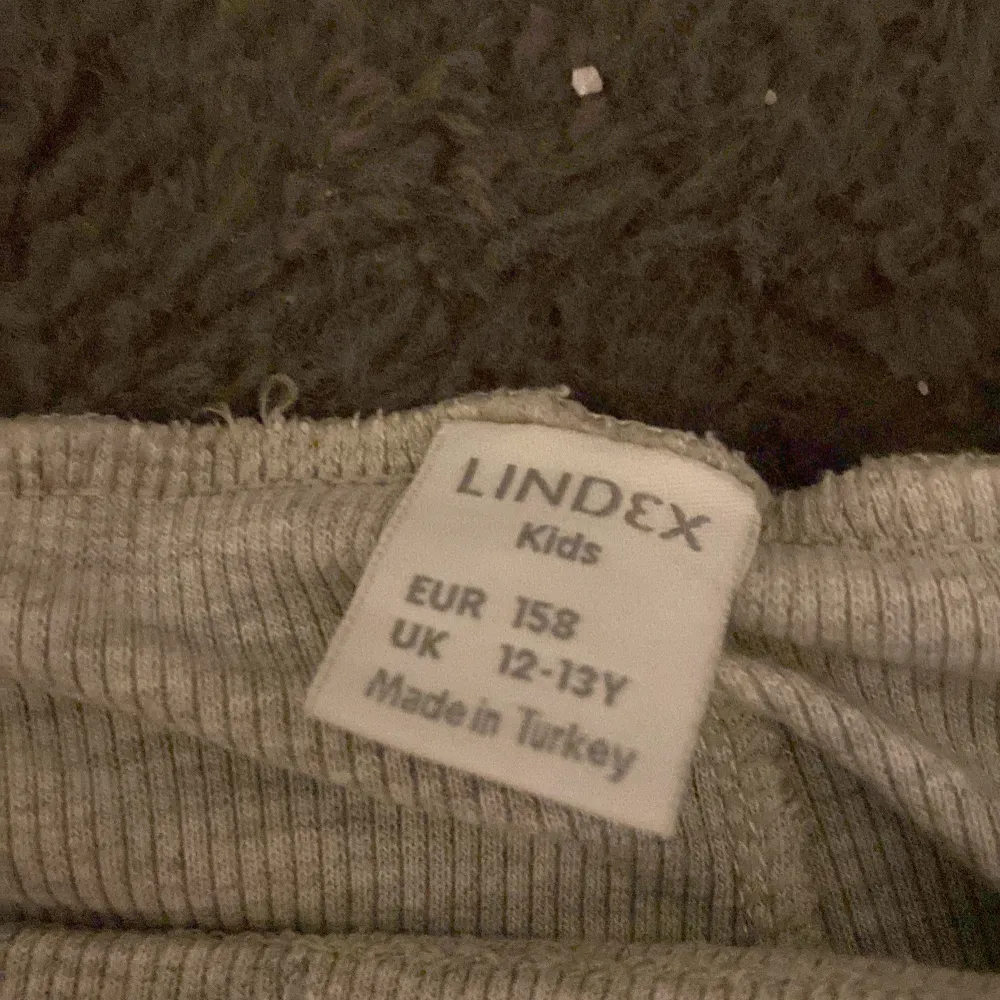 LINDEX
Kids
EUR 158
UK 12-13Y
Made in Turkey